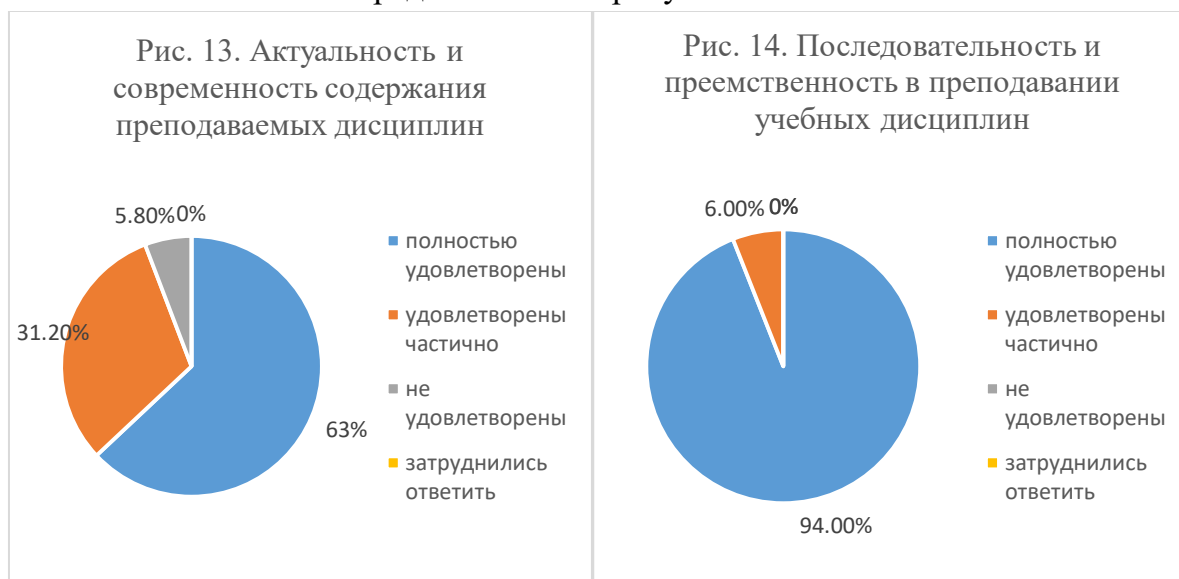 Рис. 13. Актуальность и
современность содержания
преподаваемых дисциплин
5.80%
0%
31.20%
63%
полностью
удовлетворены
удовлетворены
частично
не
удовлетворены
затруднились
ответить
Рис. 14. Последовательность и
преемственность в преподавании
учебных дисциплин
6.00%
0%
94.00%
полностью
удовлетворены
удовлетворены
частично
не
удовлетворены
затруднились
ответить